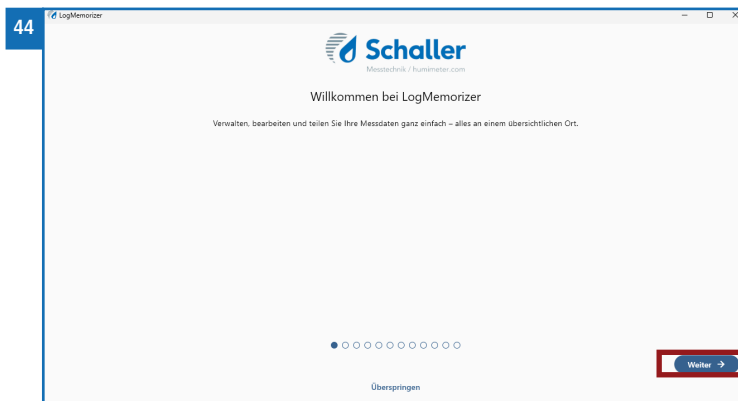 44
LogMemorizer
Schaller
Messtechnik / humimeter.com
Willkommen bei LogMemorizer
Verwalten, bearbeiten und teilen Sie Ihre Messdaten ganz einfach – alles an einem übersichtlichen Ort.
Weiter →
Überspringen